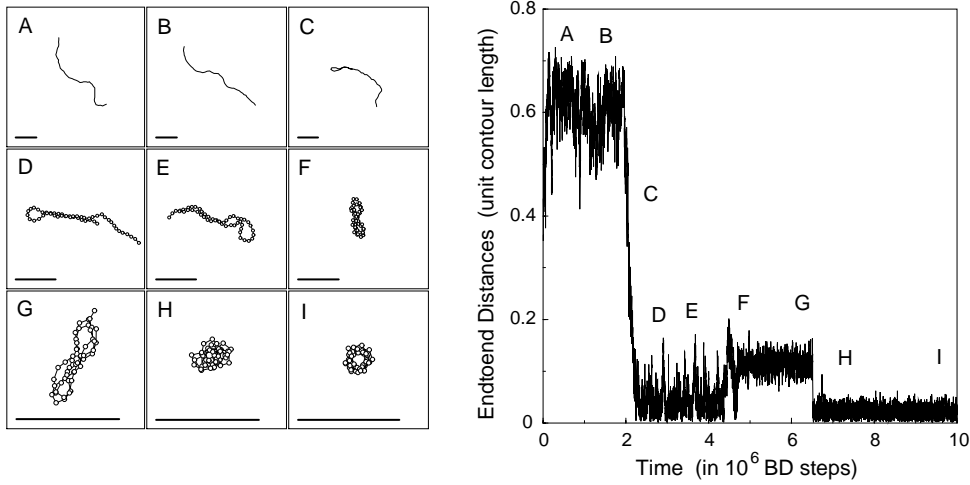 A
B
C
D
E
F
G
H
I
0.8
0.6
0.4
0.2
0
Endtoend Distances (unit contour length)
A
B
C
D
E
F
G
H
I
0 2 4 6 8 10
Time (in 10^6 BD steps)